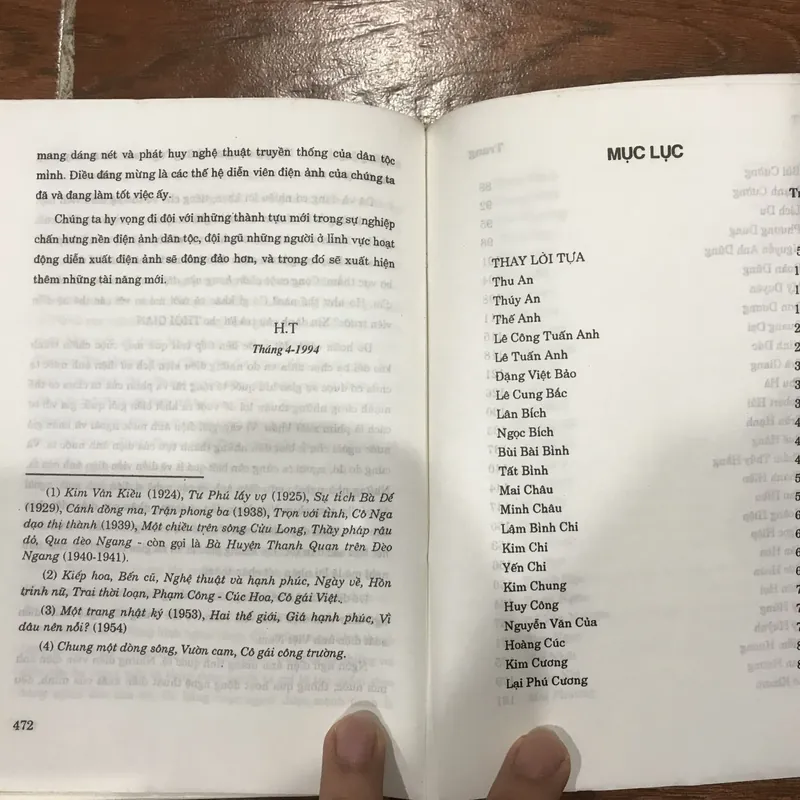 mang dáng nét và phát huy nghệ thuật truyền thống của dân tộc
mình. Điều đáng mừng là các thế hệ diễn viên điện ảnh của chúng ta
đã và đang làm tốt việc ấy.
Chúng ta hy vọng đi đội với những thành tựu mới trong sự nghiệp
chấn hưng nền điện ảnh dân tộc, đội ngũ những người ở lĩnh vực hoạt
động diễn xuất điện ảnh sẽ đông đảo hơn, và trong đó sẽ xuất hiện
thêm những tài năng mới.
H.T
Tháng 4-1994
(1) Kim Vân Kiều (1924), Tư Phú lấy vợ (1925), Sự tích Bà Đế
(1929), Cánh đồng ma, Trận phong ba (1938), Trọn với tình, Cô Nga
dạo thị thành (1939), Một chiều trên sông Cửu Long, Thầy pháp râu
đỏ, Qua đèo Ngang - còn gọi là Bà Huyện Thanh Quan trên Đèo
Ngang (1940-1941).
(2) Kiếp hoa, Bến cũ, Nghệ thuật và hạnh phúc, Ngày về, Hồn
trinh nữ, Trai thời loạn, Phạm Công - Cúc Hoa, Cô gái Việt.
(3) Một trang nhật ký (1953), Hai thế giới, Giá hạnh phúc, Vì
đâu nên nỗi? (1954)
(4) Chung một dòng sông, Vườn cam, Cô gái công trường.
472
MỤC LỤC
THAY LỜI TỰA
Thu An
Thúy An
Thế Anh
Lê Công Tuấn Anh
Lê Tuấn Anh
Đặng Việt Bảo
Lê Cung Bắc
Lân Bích
Ngọc Bích
Bùi Bài Bình
Tất Bình
Mai Châu
Minh Châu
Lâm Bình Chi
Kim Chi
Yến Chi
Kim Chung
Huy Công
Nguyễn Văn Của
Hoàng Cúc
Kim Cương
Lại Phú Cương